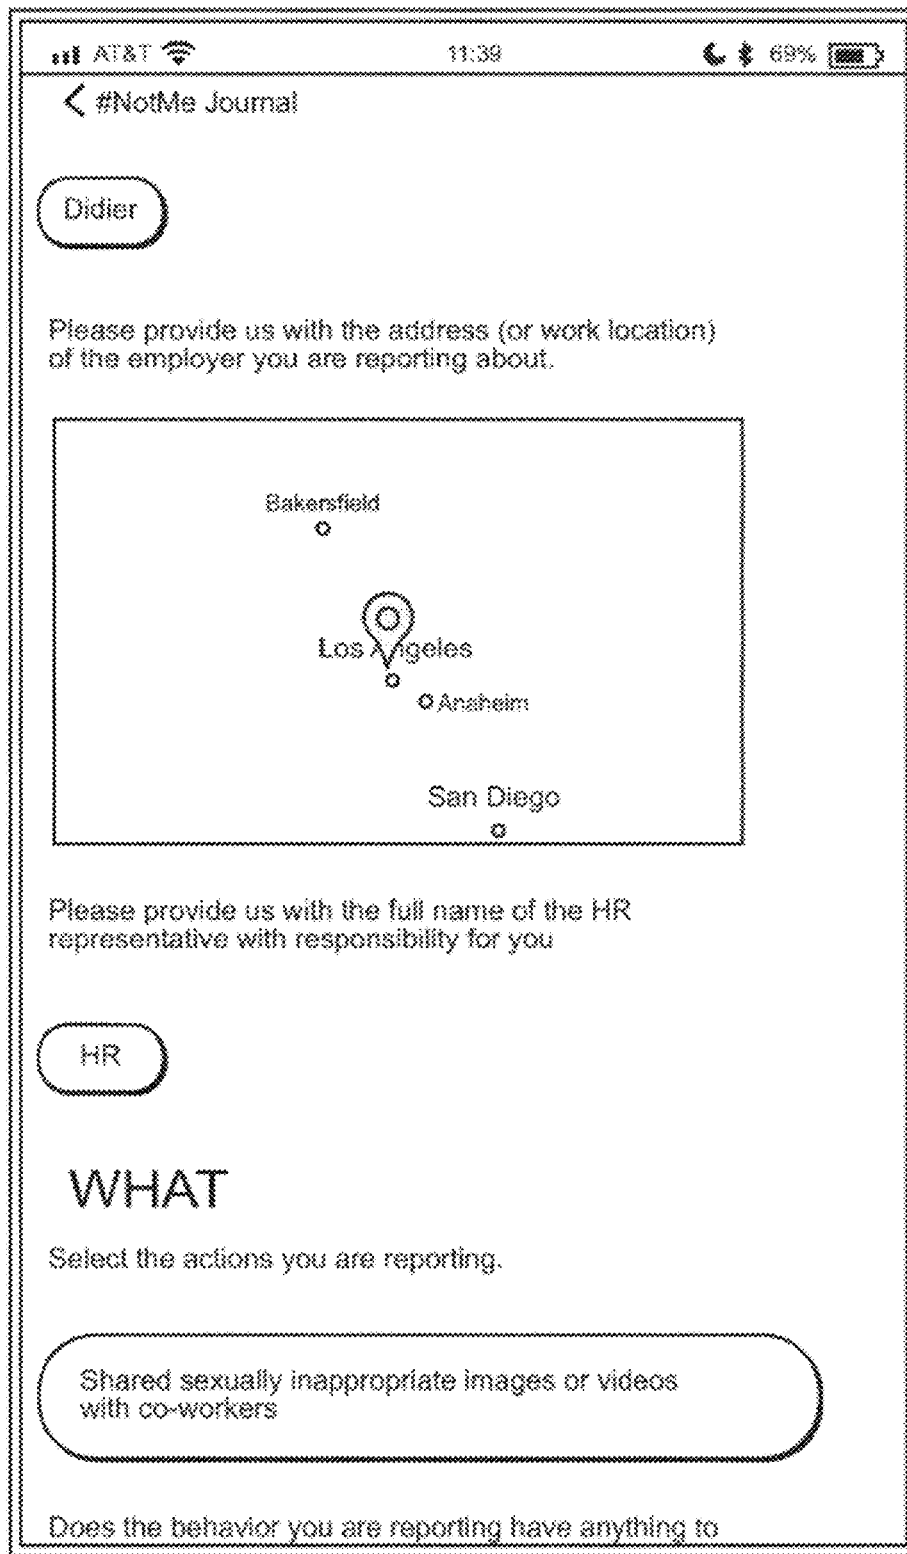 AT&T 11:39 69%
#NotMe Journal
Didier
Please provide us with the address (or work location)
of the employer you are reporting about.
Bakersfield
Los Angeles
Anaheim
San Diego
Please provide us with the full name of the HR
representative with responsibility for you
HR
WHAT
Select the actions you are reporting.
Shared sexually inappropriate images or videos
with co-workers
Does the behavior you are reporting have anything to